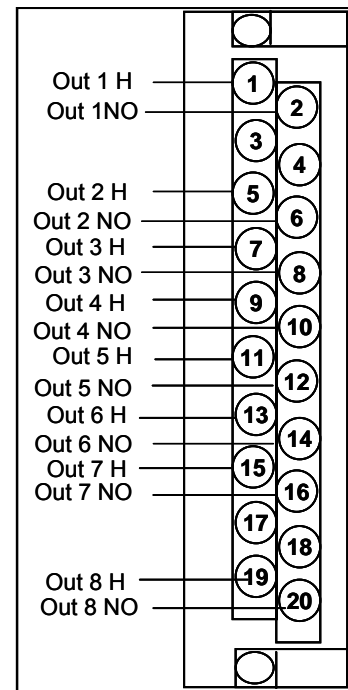 Out 1 H
1
Out 1NO
2
3
4
Out 2 H
5
Out 2 NO
6
Out 3 H
7
Out 3 NO
8
Out 4 H
9
Out 4 NO
10
Out 5 H
11
Out 5 NO
12
Out 6 H
13
Out 6 NO
14
Out 7 H
15
Out 7 NO
16
17
18
Out 8 H
19
Out 8 NO
20